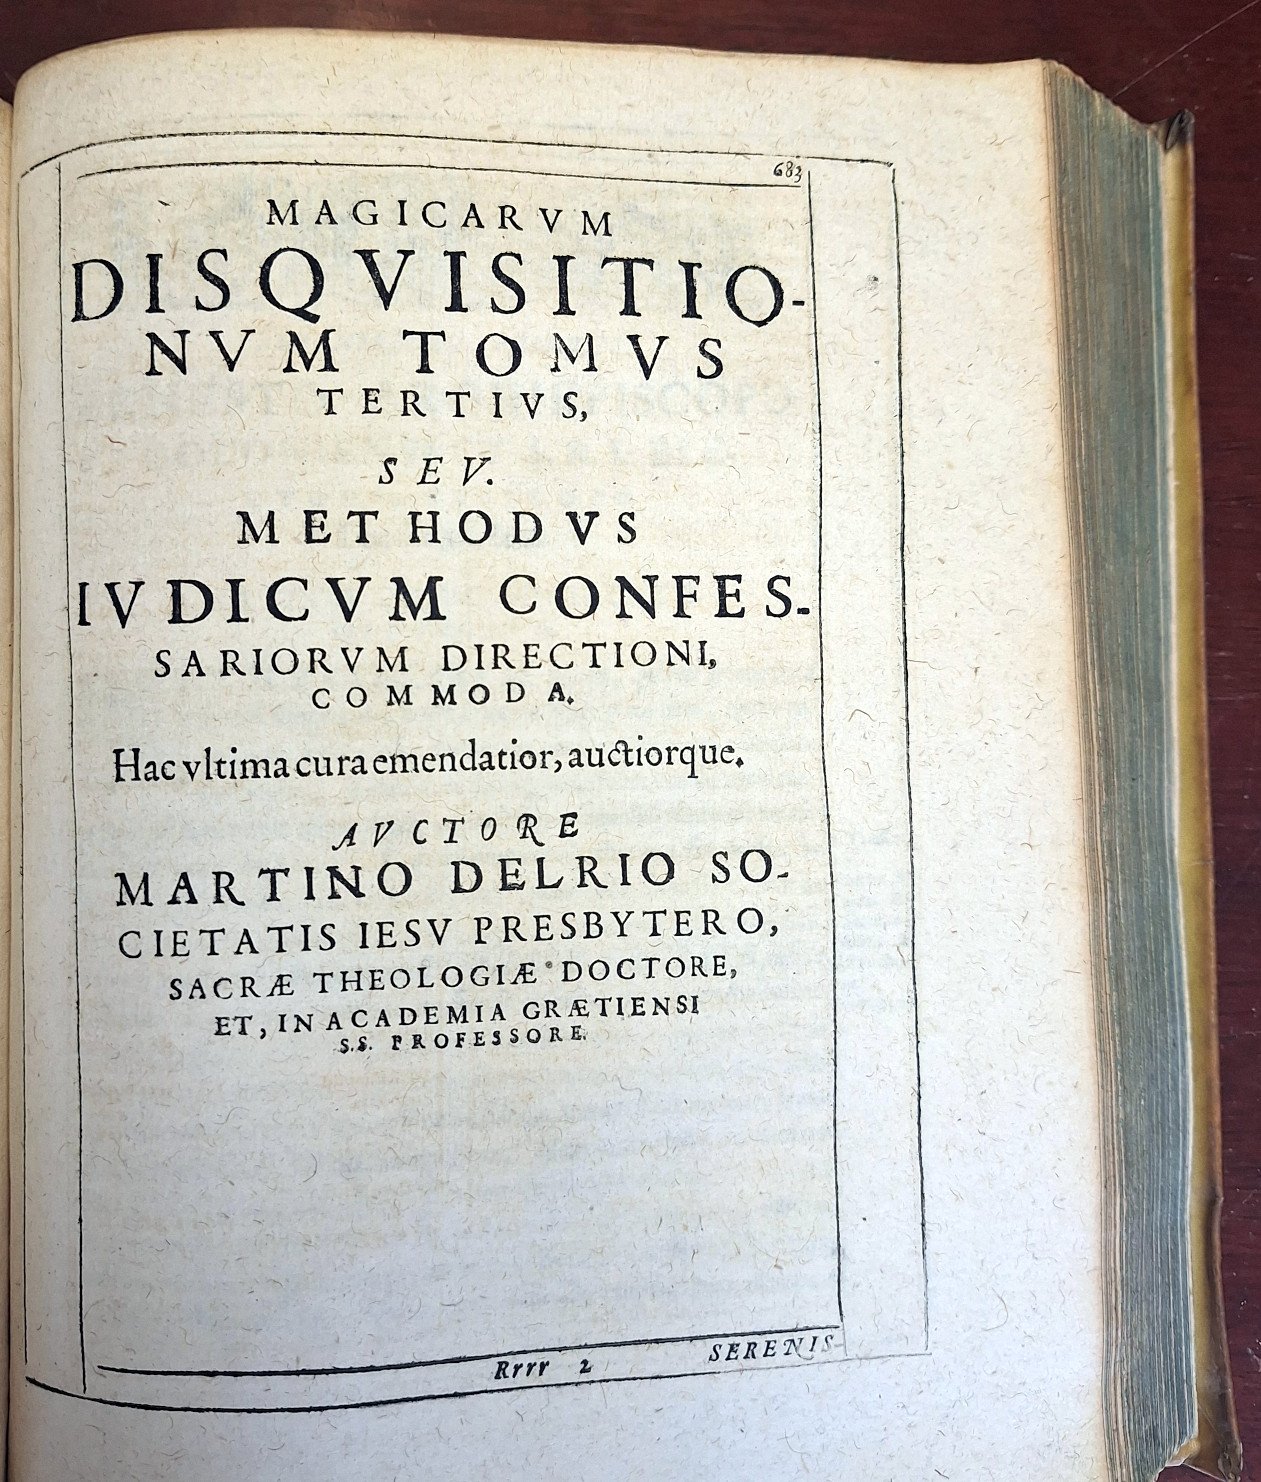 683
MAGICARVM
DISQVISITIO-
NVM TOMVS
TERTIVS,
SEV.
METHODVS
IVDICVM CONFES-
SARIORVM DIRECTIONI,
COMMODA.
Hac vltima cura emendatior, auctiorque.
AVCTORE
MARTINO DELRIO SO-
CIETATIS IESV PRESBYTERO,
SACRÆ THEOLOGIÆ DOCTORE,
ET, IN ACADEMIA GRÆTIENSI
S.S. PROFESSORE.
Rrrr 2 SERENIS-